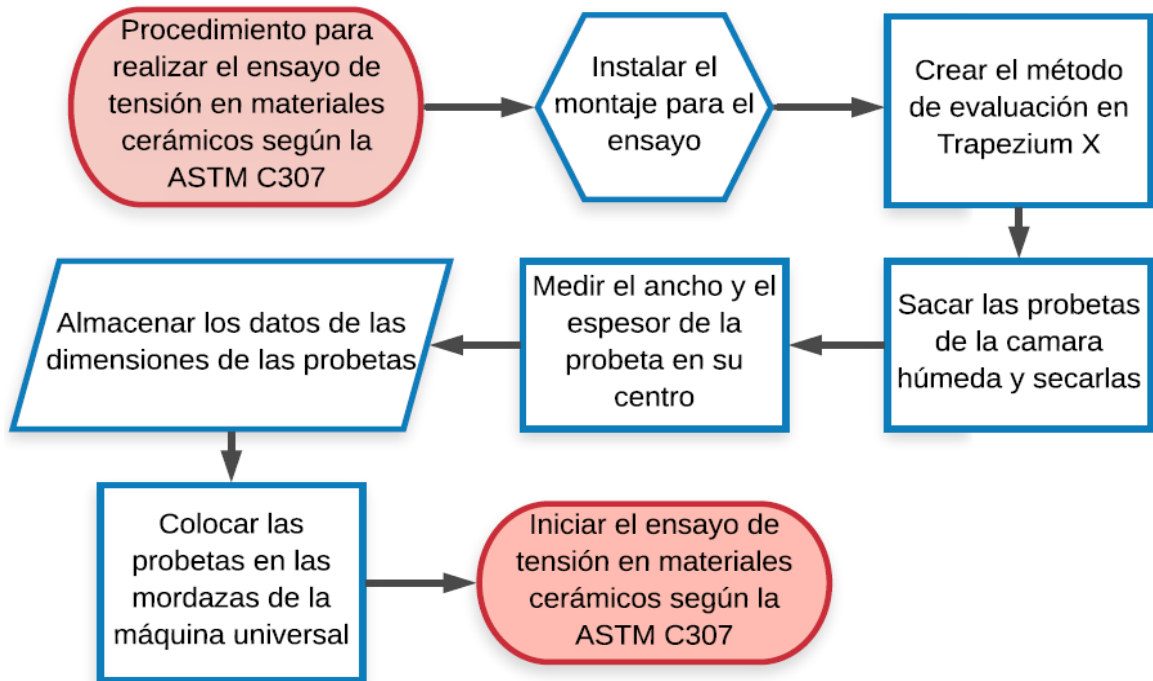 Procedimiento para
realizar el ensayo de
tensión en materiales
cerámicos según la
ASTM C307
Instalar el
montaje para el
ensayo
Crear el método
de evaluación en
Trapezium X
Sacar las probetas
de la camara
húmeda y secarlas
Medir el ancho y el
espesor de la
probeta en su
centro
Almacenar los datos de las
dimensiones de las probetas
Colocar las
probetas en las
mordazas de la
máquina universal
Iniciar el ensayo de
tensión en materiales
cerámicos según la
ASTM C307